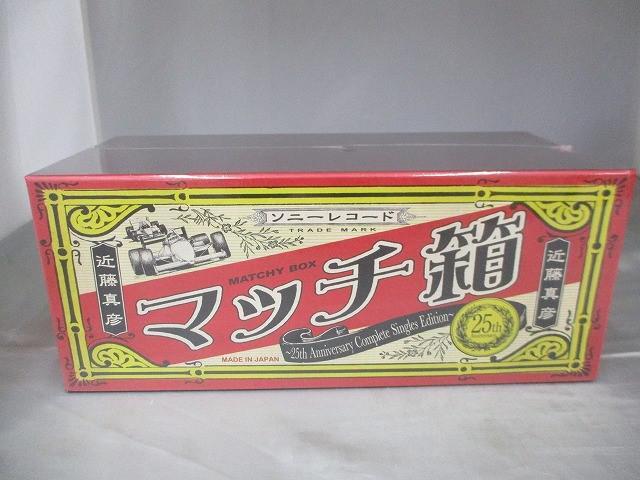 ソニーレコード
TRADE MARK
近藤真彦
MATCHY BOX
マッチ箱
近藤真彦
~25th Anniversary Complete Singles Edition~
25th
MADE IN JAPAN